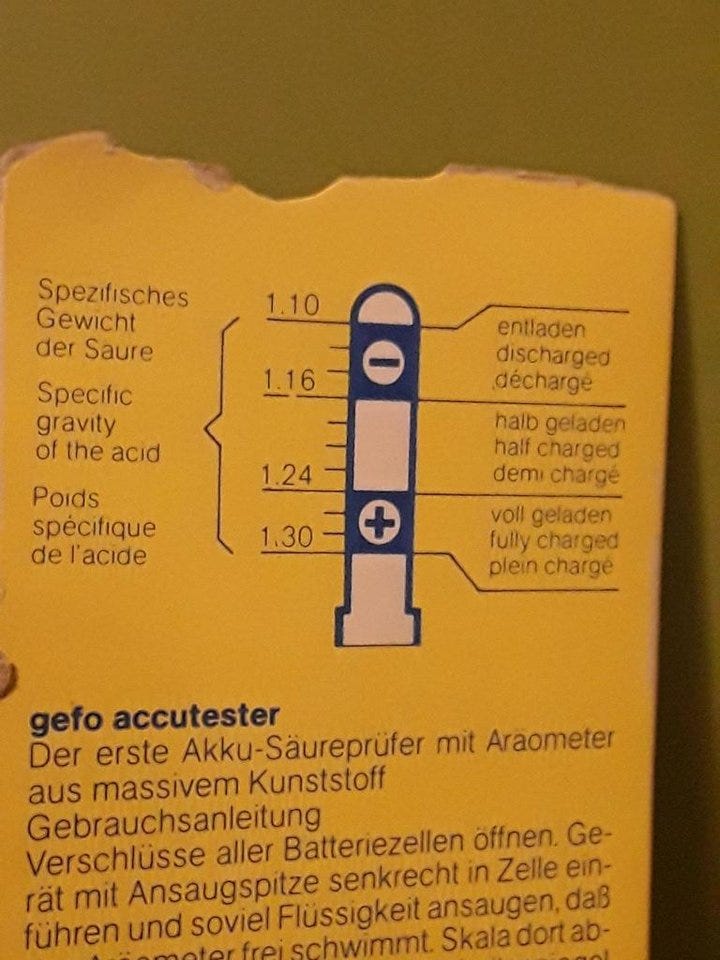 Spezifisches
Gewicht
der Säure
Specific
gravity
of the acid
Poids
spécifique
de l'acide
1.10
1.16
1.24
1.30
entladen
discharged
déchargé
halb geladen
half charged
demi chargé
voll geladen
fully charged
plein chargé
gefo accutester
Der erste Akku-Säureprüfer mit Aräometer
aus massivem Kunststoff
Gebrauchsanleitung
Verschlüsse aller Batteriezellen öffnen. Ge-
rät mit Ansaugspitze senkrecht in Zelle ein-
führen und soviel Flüssigkeit ansaugen, daß
Aräometer frei schwimmt. Skala dort ab-